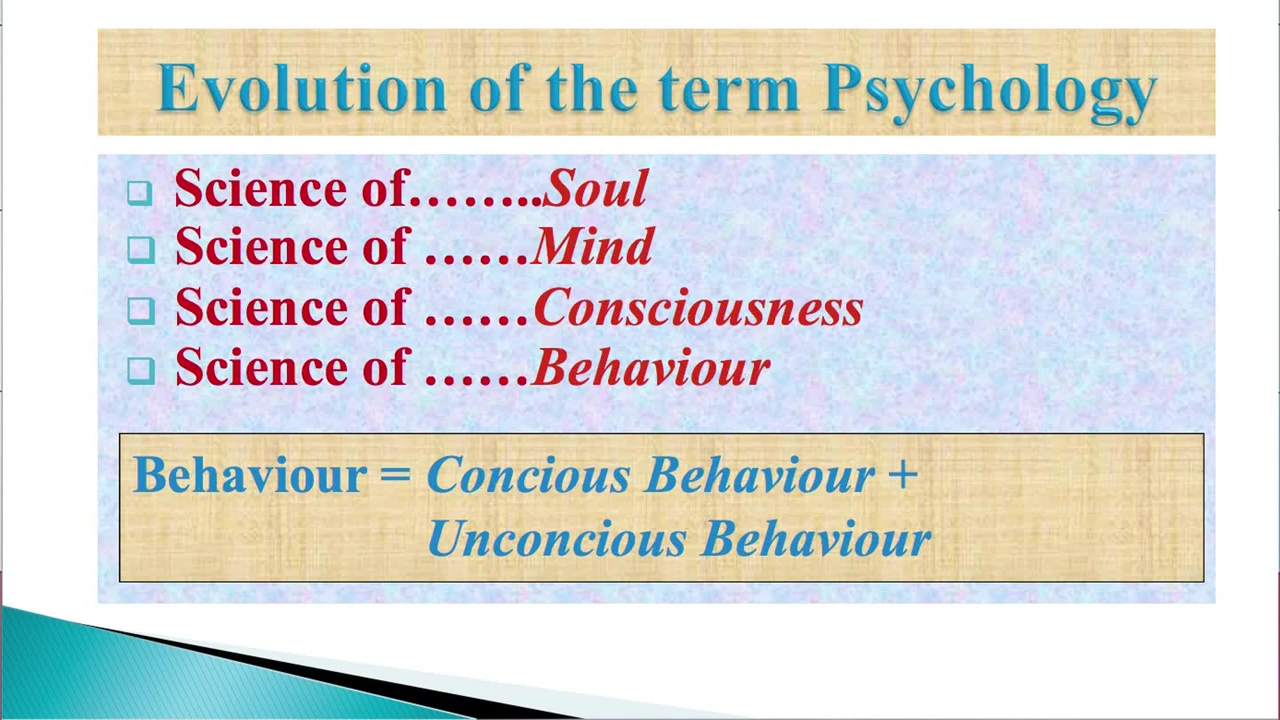 Evolution of the term Psychology
Science of……..Soul
Science of ……Mind
Science of ……Consciousness
Science of ……Behaviour
Behaviour = Concious Behaviour +
Unconcious Behaviour